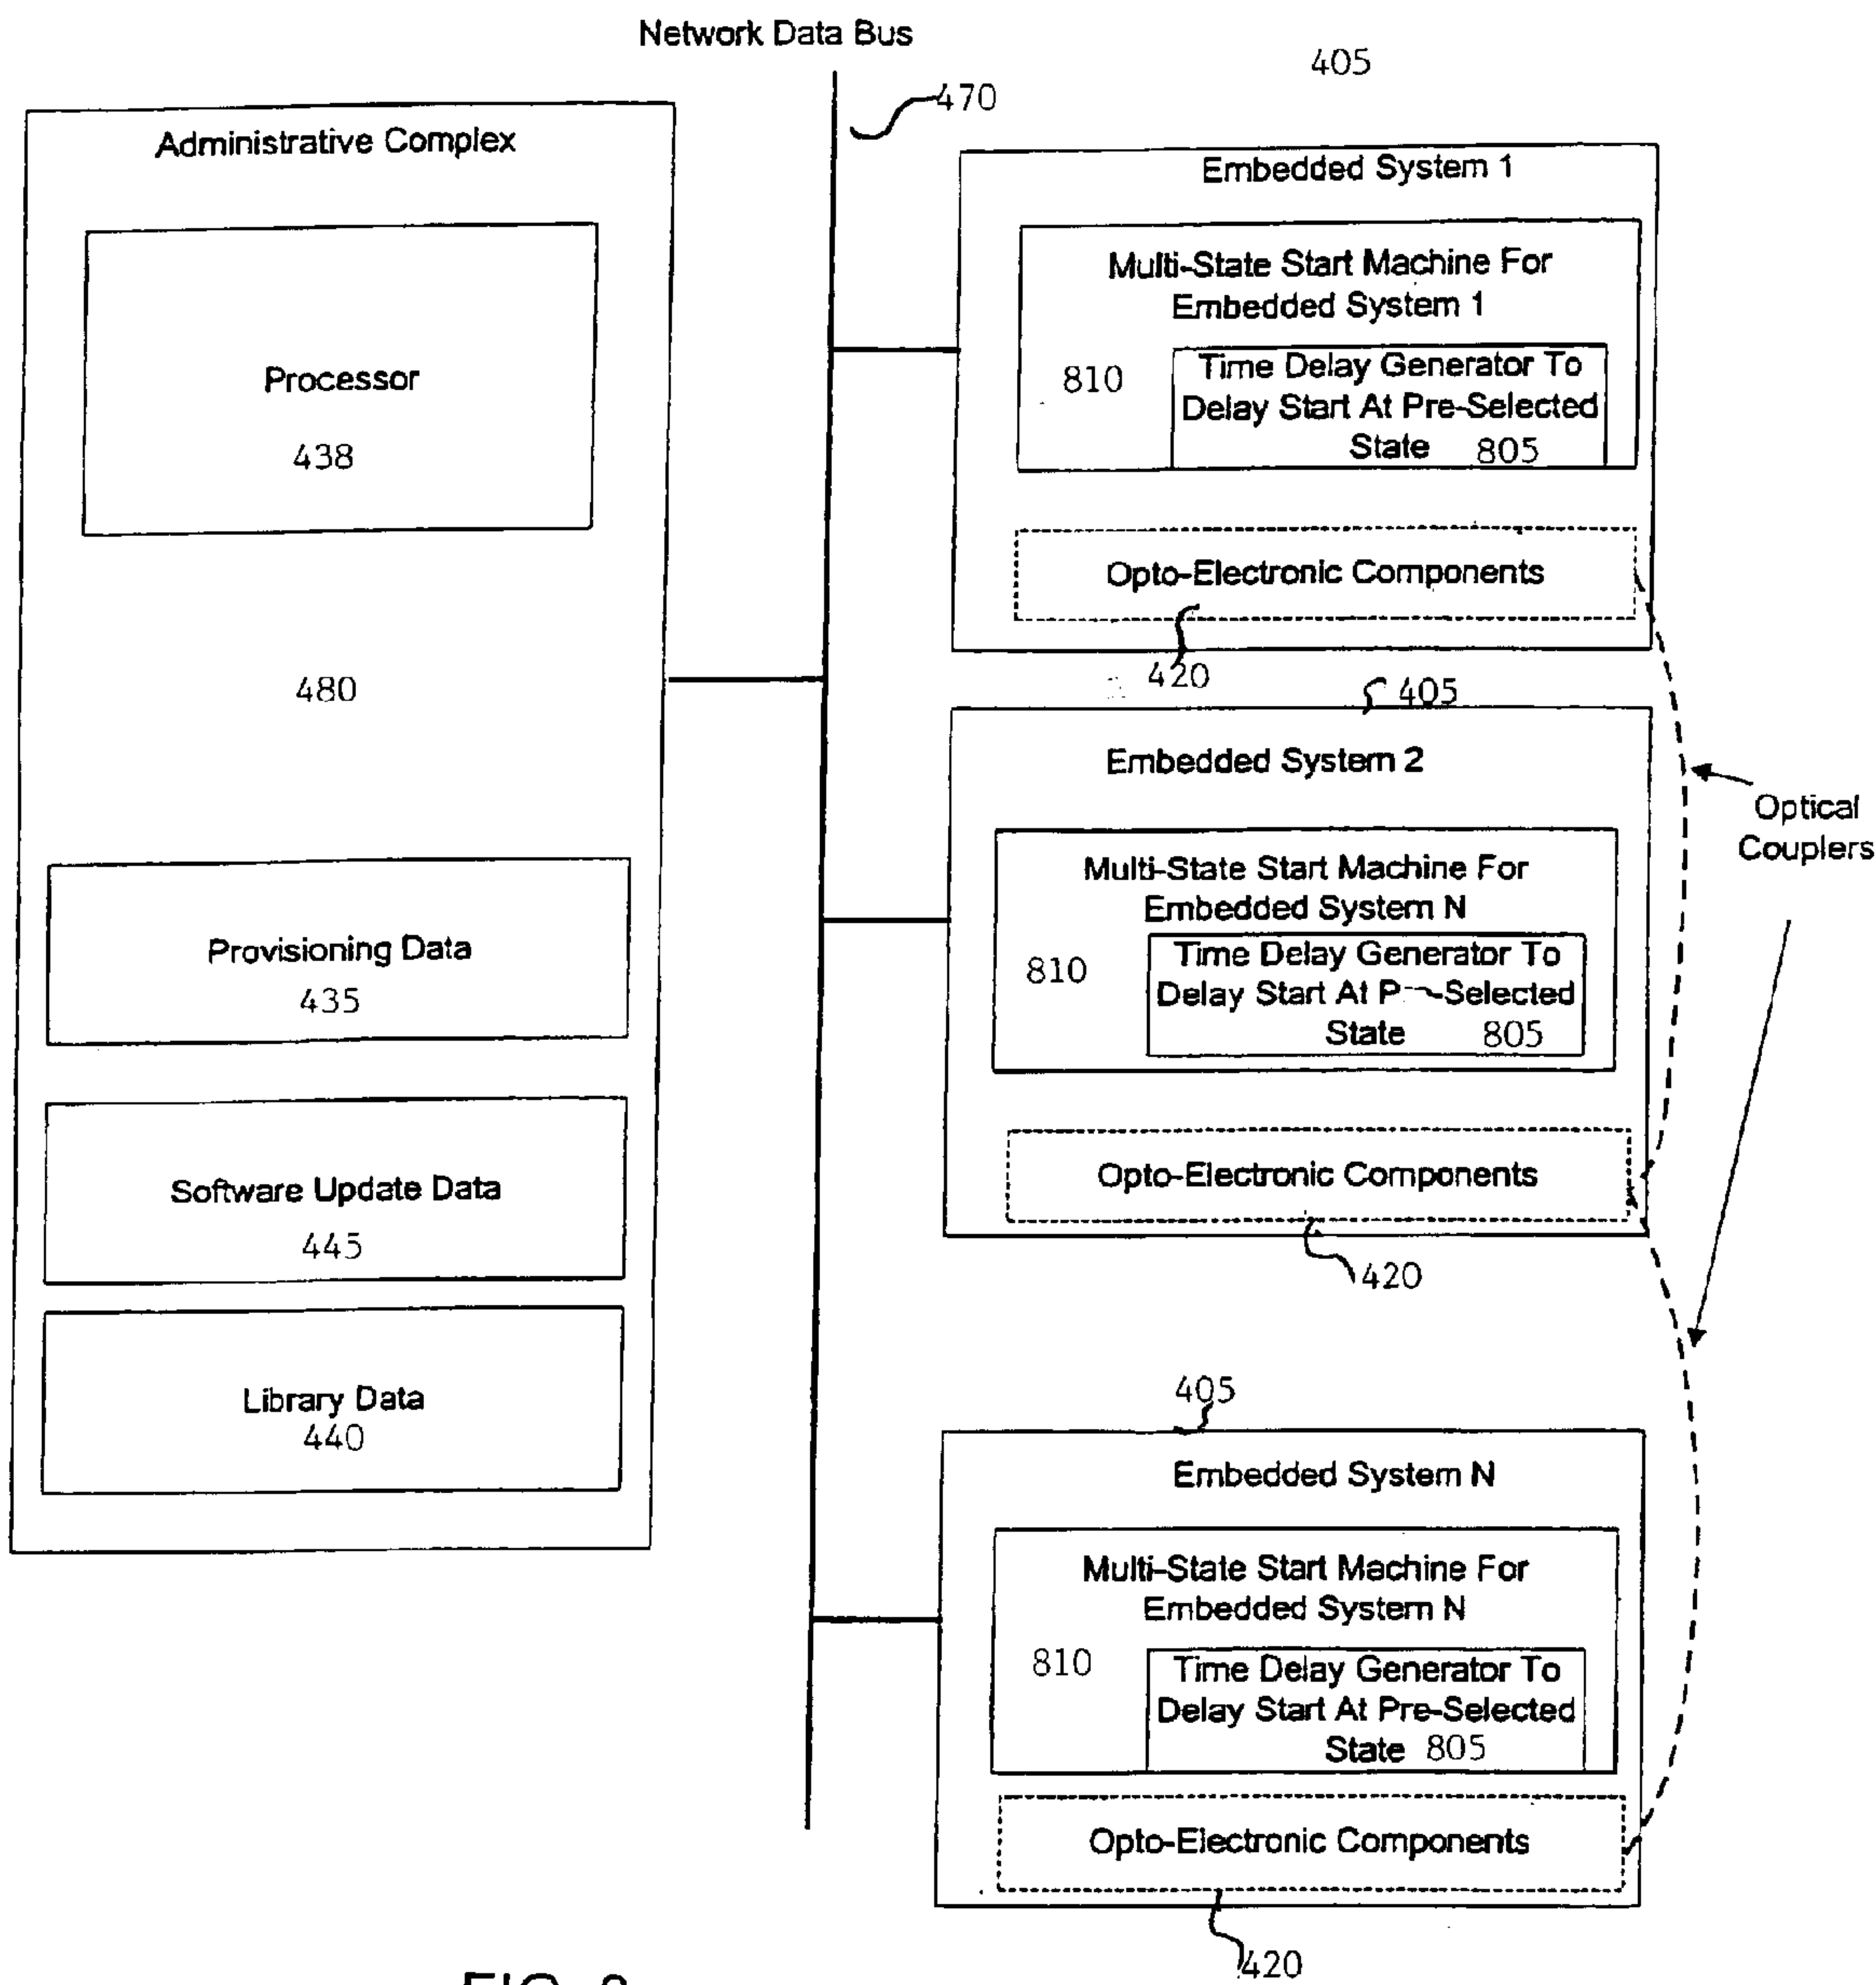 Network Data Bus
470
Administrative Complex
Processor
438
480
Provisioning Data
435
Software Update Data
445
Library Data
440
405
Embedded System 1
Multi-State Start Machine For
Embedded System 1
810
Time Delay Generator To
Delay Start At Pre-Selected
State 805
Opto-Electronic Components
420
405
Embedded System 2
Multi-State Start Machine For
Embedded System N
810
Time Delay Generator To
Delay Start At
State 805
Opto-Electronic Components
420
Optical
Couplers
405
Embedded System N
Multi-State Start Machine For
Embedded System N
810
Time Delay Generator To
Delay Start At Pre-Selected
State 805
Opto-Electronic Components
420
FIG.